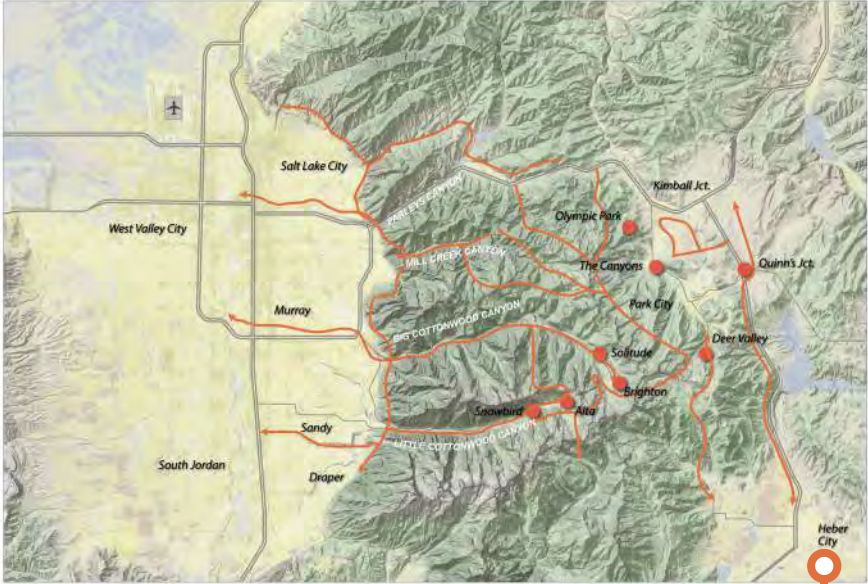 Salt Lake City
Kimball Jct.
PARLEYS CANYON
Olympic Park
West Valley City
MILL CREEK CANYON
The Canyons
Quinn's Jct.
Park City
Murray
BIG COTTONWOOD CANYON
Deer Valley
Solitude
Brighton
Snowbird
Alta
Sandy
LITTLE COTTONWOOD CANYON
South Jordan
Draper
Heber
City